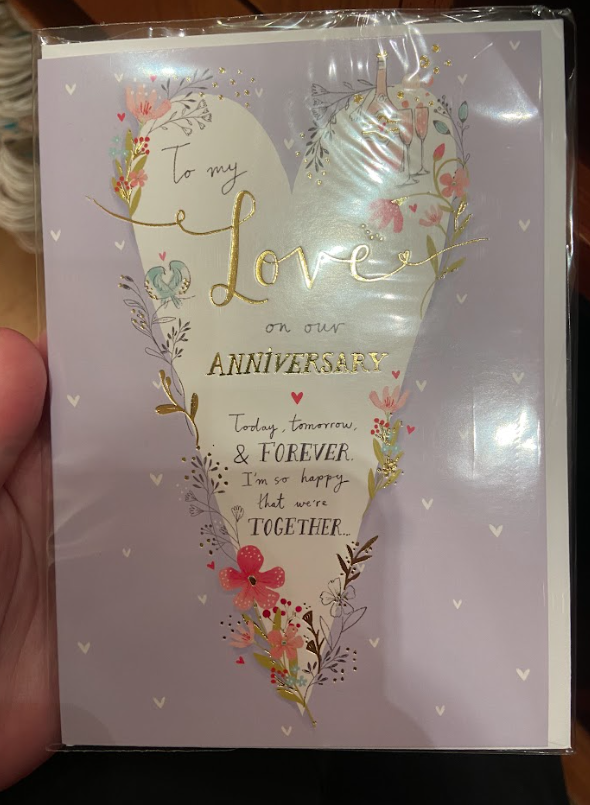 To my
Love
on our
ANNIVERSARY
Today, tomorrow,
& FOREVER.
I'm so happy
that we're
TOGETHER...